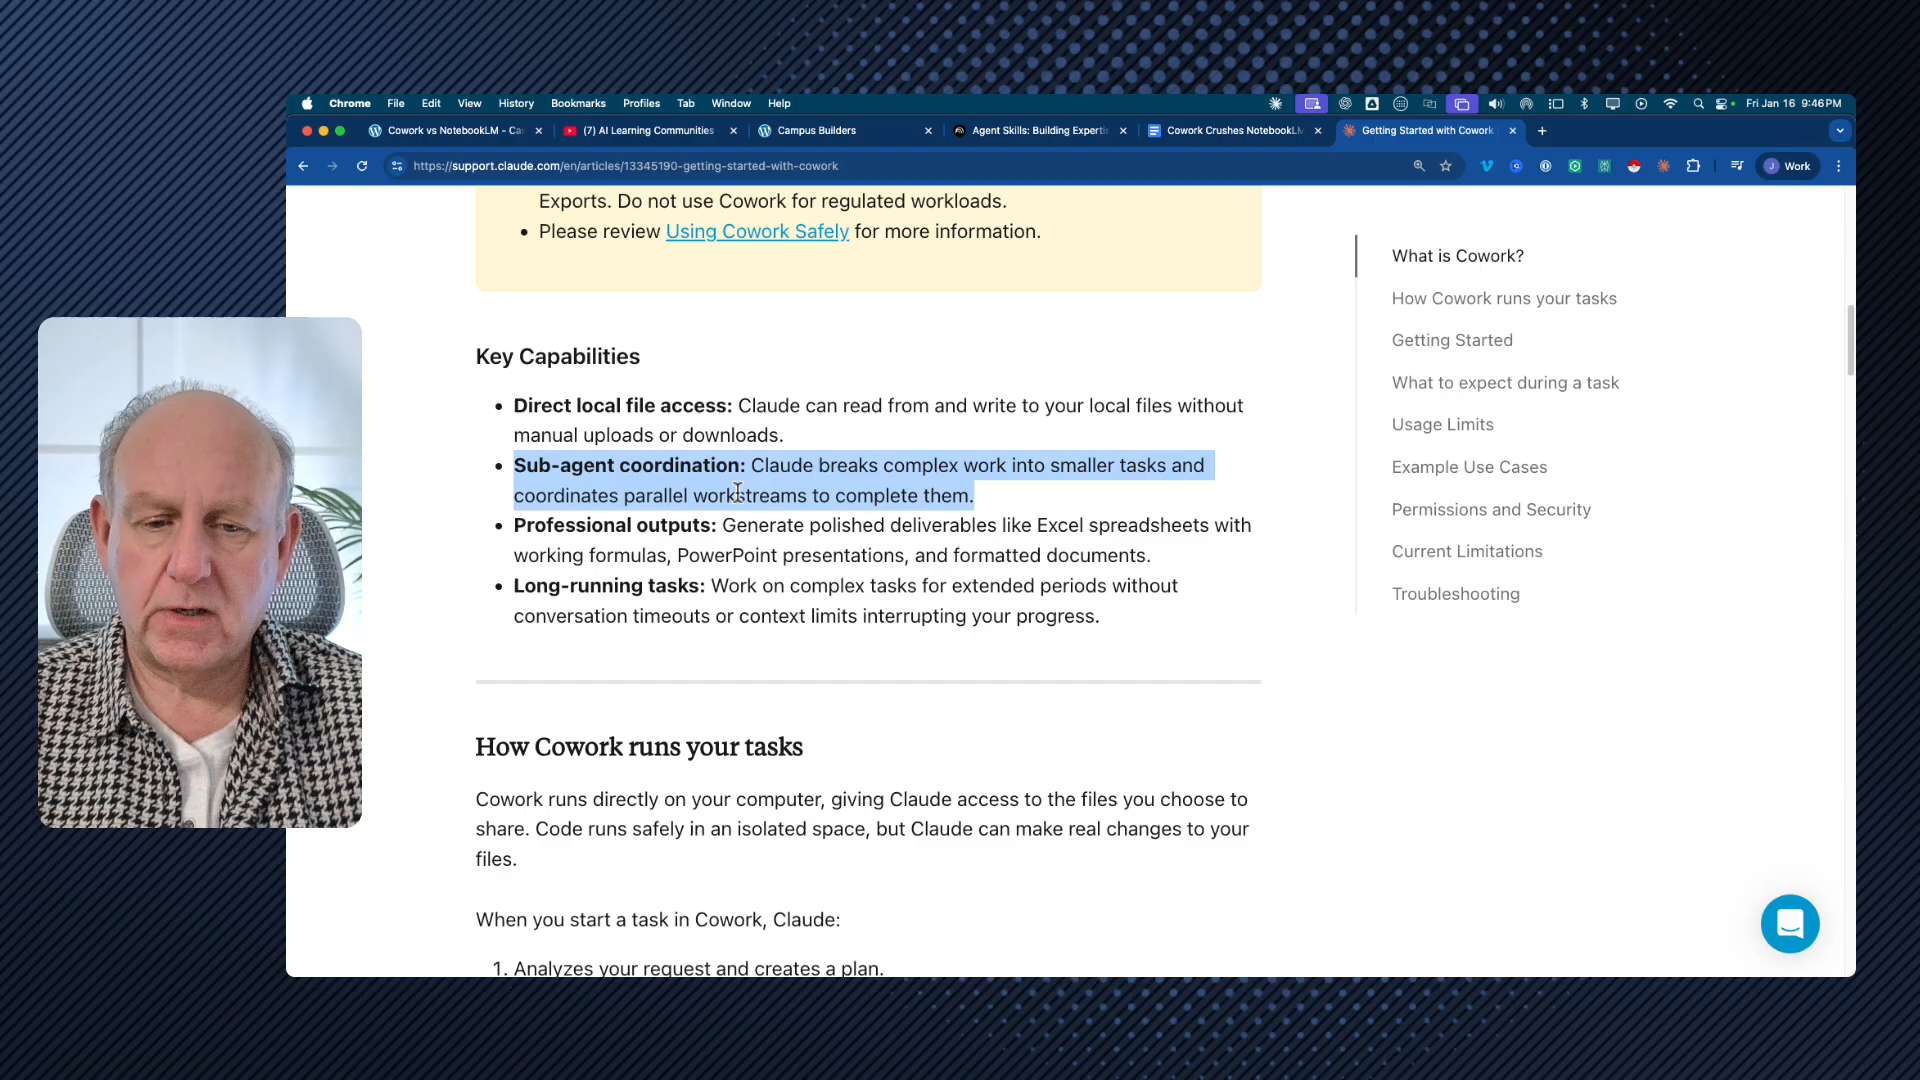 Chrome File Edit View History Bookmarks Profiles Tab Window Help Fri Jan 16 9:46 PM
Cowork vs NotebookLM - Ca (7) AI Learning Communities Campus Builders Agent Skills: Building Experti Cowork Crushes NotebookLM Getting Started with Cowork
https://support.claude.com/en/articles/13345190-getting-started-with-cowork J Work
Exports. Do not use Cowork for regulated workloads.
• Please review Using Cowork Safely for more information.
Key Capabilities
• Direct local file access: Claude can read from and write to your local files without
manual uploads or downloads.
• Sub-agent coordination: Claude breaks complex work into smaller tasks and
coordinates parallel workstreams to complete them.
• Professional outputs: Generate polished deliverables like Excel spreadsheets with
working formulas, PowerPoint presentations, and formatted documents.
• Long-running tasks: Work on complex tasks for extended periods without
conversation timeouts or context limits interrupting your progress.
How Cowork runs your tasks
Cowork runs directly on your computer, giving Claude access to the files you choose to
share. Code runs safely in an isolated space, but Claude can make real changes to your
files.
When you start a task in Cowork, Claude:
1. Analyzes your request and creates a plan.
What is Cowork?
How Cowork runs your tasks
Getting Started
What to expect during a task
Usage Limits
Example Use Cases
Permissions and Security
Current Limitations
Troubleshooting